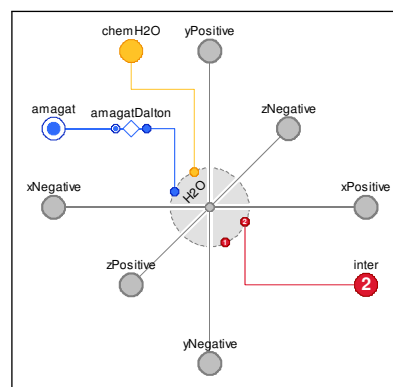 chemH2O
yPositive
amagat
amagatDalton
zNegative
H2O
xNegative
xPositive
2
1
zPositive
inter
2
yNegative